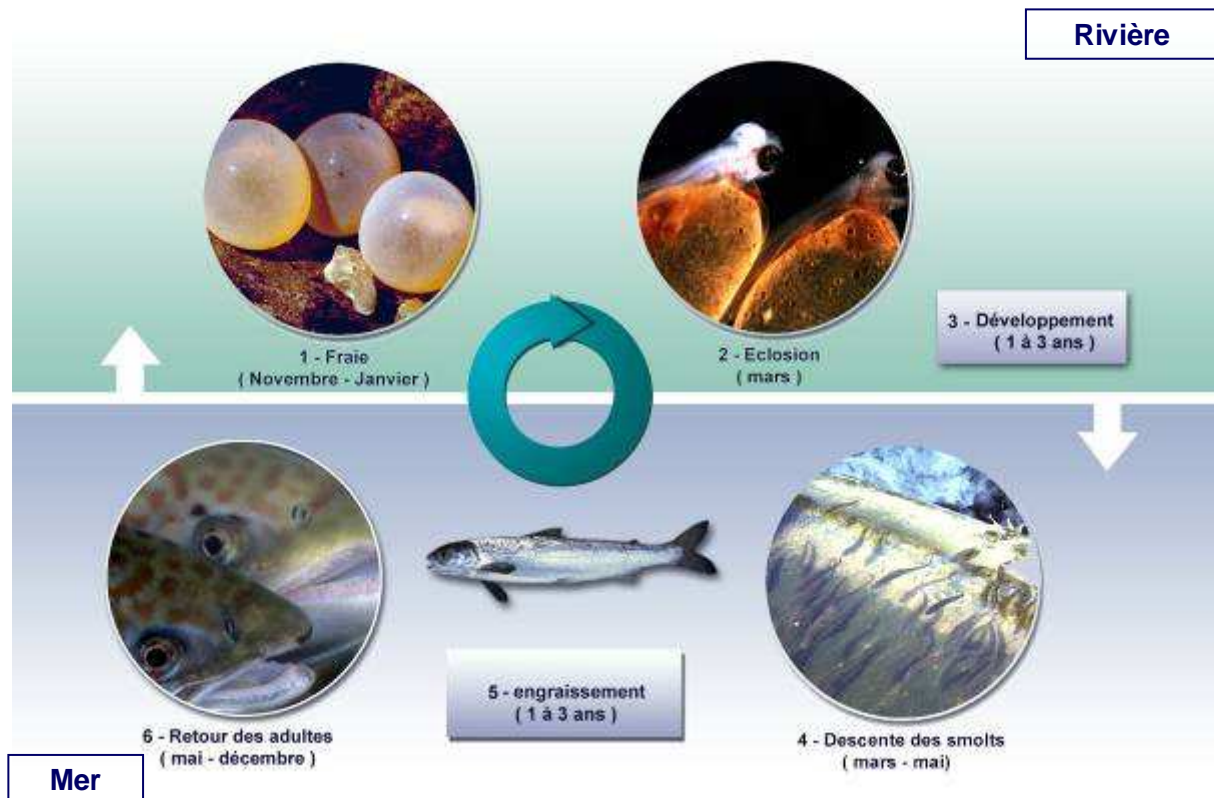 Rivière
1 - Fraie
( Novembre - Janvier )
2 - Eclosion
( mars )
3 - Développement
( 1 à 3 ans )
6 - Retour des adultes
( mai - décembre )
5 - engraissement
( 1 à 3 ans )
4 - Descente des smolts
( mars - mai)
Mer